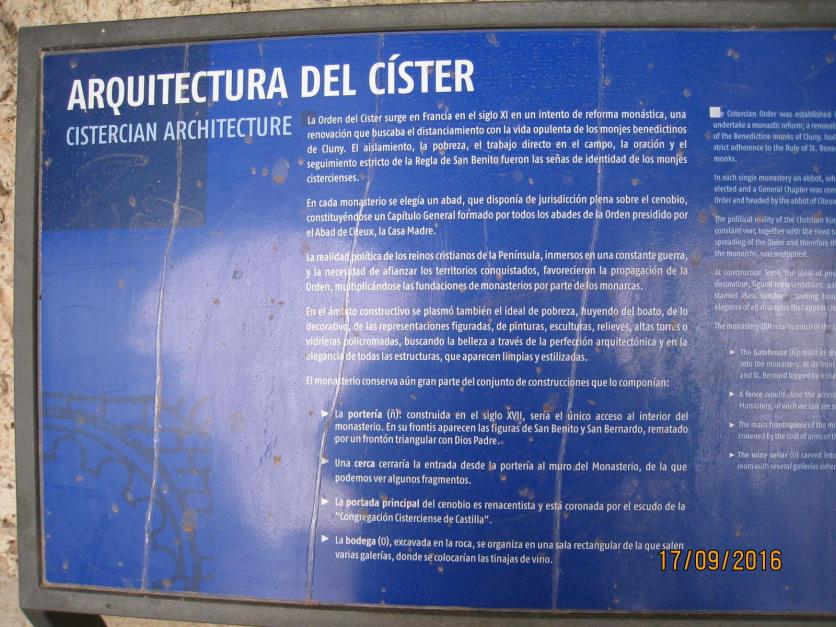 ARQUITECTURA DEL CÍSTER
CISTERCIAN ARCHITECTURE
La Orden del Cister surge en Francia en el siglo XI en un intento de reforma monástica, una
renovación que buscaba el distanciamiento con la vida opulenta de los monjes benedictinos
de Cluny. El aislamiento, la pobreza, el trabajo directo en el campo, la oración y el
seguimiento estricto de la Regla de San Benito fueron las señas de identidad de los monjes
cistercienses.
En cada monasterio se elegía un abad, que disponía de jurisdicción plena sobre el cenobio,
constituyéndose un Capítulo General formado por todos los abades de la Orden presidido por
el Abad de Citeux, la Casa Madre.
La realidad política de los reinos cristianos de la Península, inmersos en una constante guerra,
y la necesidad de afianzar los territorios conquistados, favorecieron la propagación de la
Orden, multiplicándose las fundaciones de monasterios por parte de los monarcas.
En el ámbito constructivo se plasmó también el ideal de pobreza, huyendo del boato, de lo
decorativo, de las representaciones figuradas, de pinturas, esculturas, relieves, altas torres o
vidrieras policromadas, buscando la belleza a través de la perfección arquitectónica y en la
elegancia de todas las estructuras, que aparecen limpias y estilizadas.
El monasterio conserva aún gran parte del conjunto de construcciones que lo componían:
► La portería (ñ): construida en el siglo XVII, sería el único acceso al interior del
monasterio. En su frontis aparecen las figuras de San Benito y San Bernardo, rematado
por un frontón triangular con Dios Padre.
► Una cerca cerraría la entrada desde la portería al muro del Monasterio, de la que
podemos ver algunos fragmentos.
► La portada principal del cenobio es renacentista y está coronada por el escudo de la
"Congregación Cisterciense de Castilla".
► La bodega (O), excavada en la roca, se organiza en una sala rectangular de la que salen
varias galerías, donde se colocarían las tinajas de vino.
Cistercian Order was established
undertake a monastic reform; a
of the Benedictine monks of Cluny,
strict adherence to the Rule of St.
monks.
In each single monastery an abbot,
elected and a General Chapter was
Order and headed by the abbot of Citeux
The political reality of the Christian
constant war, together with the need
spreading of the Order and therefore
the monarchs, was multiplied.
At construction level, the ideal of
decoration, figural representations,
stained glass windows, seeking
elegance of all structures that appear
The monastery still retains much of the
► The Gatehouse (ñ): built in
into the monastery. At its front
and St. Bernard topped by a
► A fence would close the
Monastery, of wich we can see
► The main frontispiece of the
crowned by the coat of arms of
► The wine cellar (O) carved
room with several galleries
17/09/2016